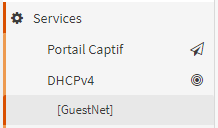 Services
Portail Captif
DHCPv4
[GuestNet]